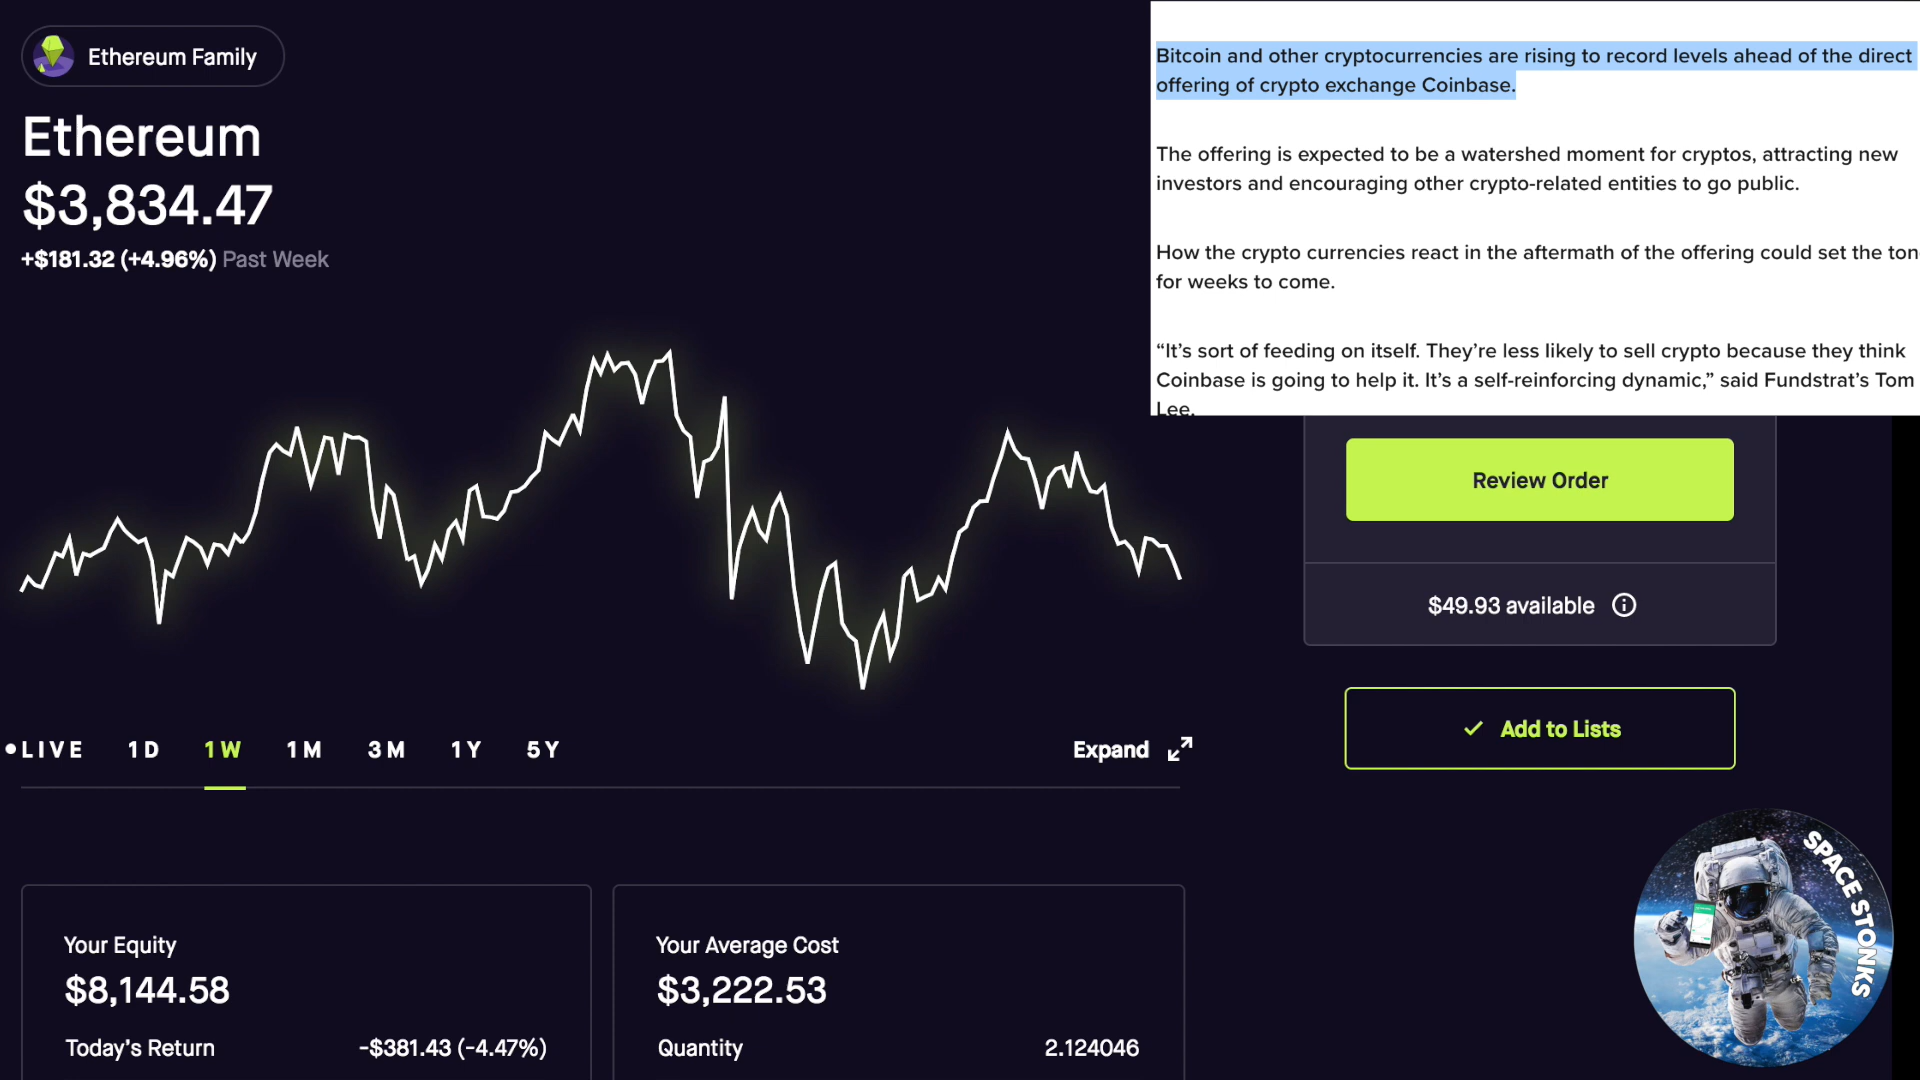 Ethereum Family
Ethereum
$3,834.47
+$181.32 (+4.96%) Past Week
Bitcoin and other cryptocurrencies are rising to record levels ahead of the direct
offering of crypto exchange Coinbase.
The offering is expected to be a watershed moment for cryptos, attracting new
investors and encouraging other crypto-related entities to go public.
How the crypto currencies react in the aftermath of the offering could set the ton
for weeks to come.
“It’s sort of feeding on itself. They’re less likely to sell crypto because they think
Coinbase is going to help it. It’s a self-reinforcing dynamic,” said Fundstrat’s Tom
Lee.
Review Order
$49.93 available
Add to Lists
LIVE 1D 1W 1M 3M 1Y 5Y Expand
Your Equity
$8,144.58
Today’s Return -$381.43 (-4.47%)
Your Average Cost
$3,222.53
Quantity 2.124046
SPACE STONKS